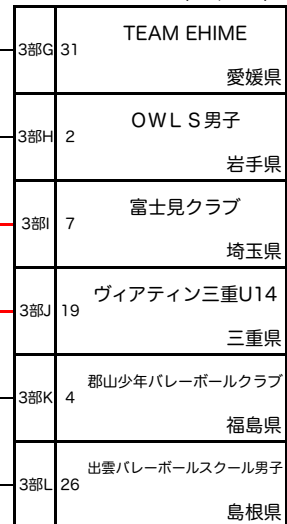 TEAM EHIME
3部G 31
愛媛県
OWLS男子
3部H 2
岩手県
富士見クラブ
3部I 7
埼玉県
ヴィアティン三重U14
3部J 19
三重県
郡山少年バレーボールクラブ
3部K 4
福島県
出雲バレーボールスクール男子
3部L 26
島根県